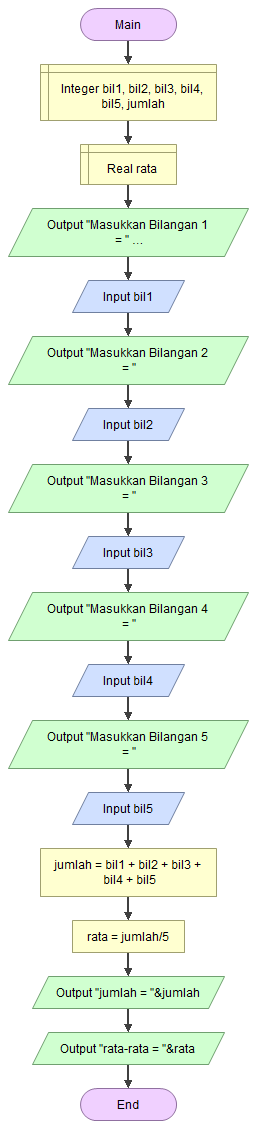 Main
Integer bil1, bil2, bil3, bil4,
bil5, jumlah
Real rata
Output "Masukkan Bilangan 1
= " ...
Input bil1
Output "Masukkan Bilangan 2
= "
Input bil2
Output "Masukkan Bilangan 3
= "
Input bil3
Output "Masukkan Bilangan 4
= "
Input bil4
Output "Masukkan Bilangan 5
= "
Input bil5
jumlah = bil1 + bil2 + bil3 +
bil4 + bil5
rata = jumlah/5
Output "jumlah = "&jumlah
Output "rata-rata = "&rata
End